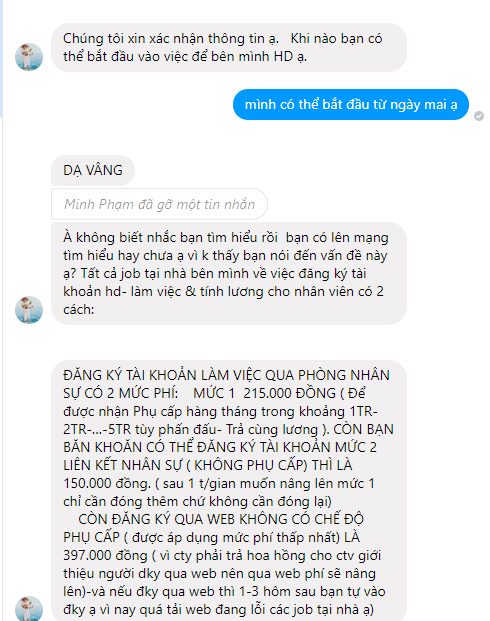 Chúng tôi xin xác nhận thông tin ạ.   Khi nào bạn có
thể bắt đầu vào việc để bên mình HD ạ.
mình có thể bắt đầu từ ngày mai ạ
DẠ VÂNG
Minh Phạm đã gỡ một tin nhắn
À không biết nhắc bạn tìm hiểu rồi  bạn có lên mạng
tìm hiểu hay chưa ạ vì k thấy bạn nói đến vấn đề này
ạ? Tất cả job tại nhà bên mình về việc đăng ký tài
khoản hd- làm việc & tính lương cho nhân viên có 2
cách:
ĐĂNG KÝ TÀI KHOẢN LÀM VIỆC QUA PHÒNG NHÂN
SỰ CÓ 2 MỨC PHÍ:    MỨC 1  215.000 ĐỒNG ( Để
được nhận Phụ cấp hàng tháng trong khoảng 1TR-
2TR-...-5TR tùy phấn đấu- Trả cùng lương ). CÒN BẠN
BĂN KHOĂN CÓ THỂ ĐĂNG KÝ TÀI KHOẢN MỨC 2
LIÊN KẾT NHÂN SỰ ( KHÔNG PHỤ CẤP) THÌ LÀ
150.000 đồng. ( sau 1 t/gian muốn nâng lên mức 1
chỉ cần đóng thêm chứ không cần đóng lại)
CÒN ĐĂNG KÝ QUA WEB KHÔNG CÓ CHẾ ĐỘ
PHỤ CẤP ( được áp dụng mức phí thấp nhất) LÀ
397.000 đồng ( vì cty phải trả hoa hồng cho ctv giới
thiệu người dky qua web nên qua web phí sẽ nâng
lên)-và nếu đky qua web thì 1-3 hôm sau bạn tự vào
đky ạ vì nay quá tải web đang lỗi các job tại nhà ạ)